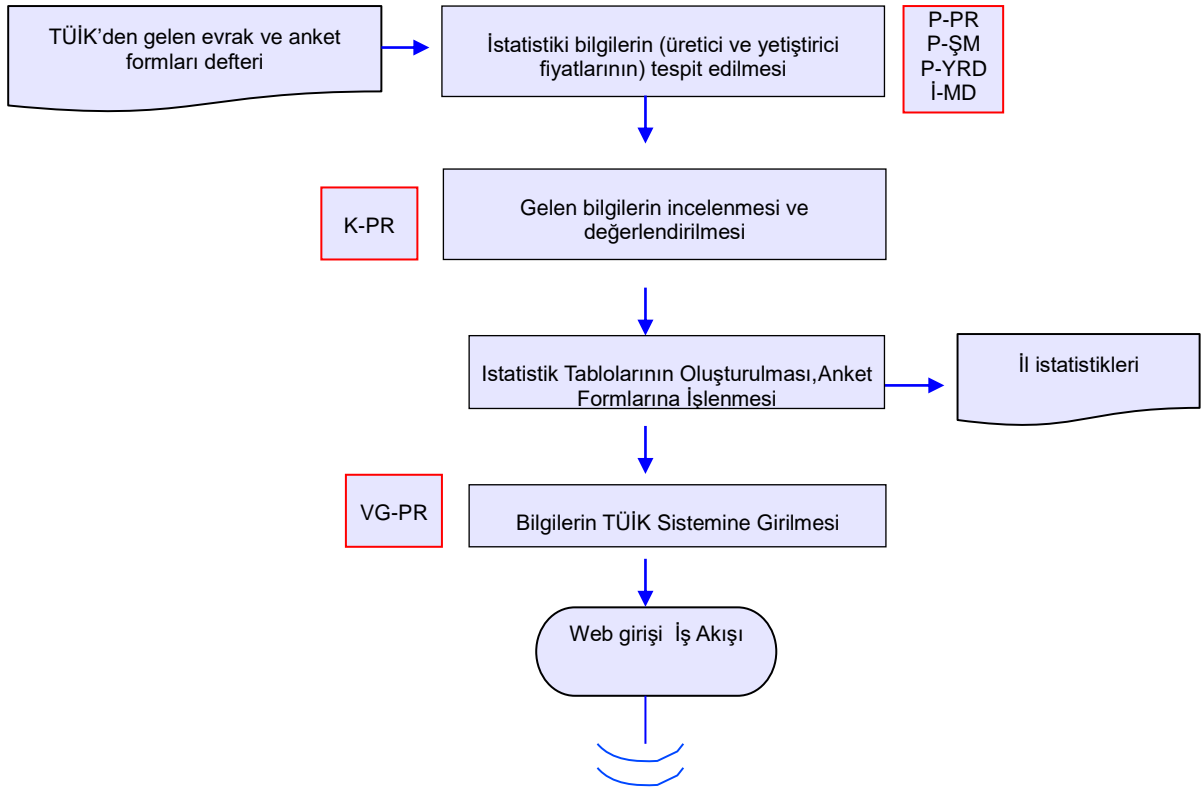 TÜİK’den gelen evrak ve anket
formları defteri
İstatistiki bilgilerin (üretici ve yetiştirici
fiyatlarının) tespit edilmesi
P-PR
P-ŞM
P-YRD
İ-MD
K-PR
Gelen bilgilerin incelenmesi ve
değerlendirilmesi
Istatistik Tablolarının Oluşturulması,Anket
Formlarına İşlenmesi
İl istatistikleri
VG-PR
Bilgilerin TÜİK Sistemine Girilmesi
Web girişi İş Akışı